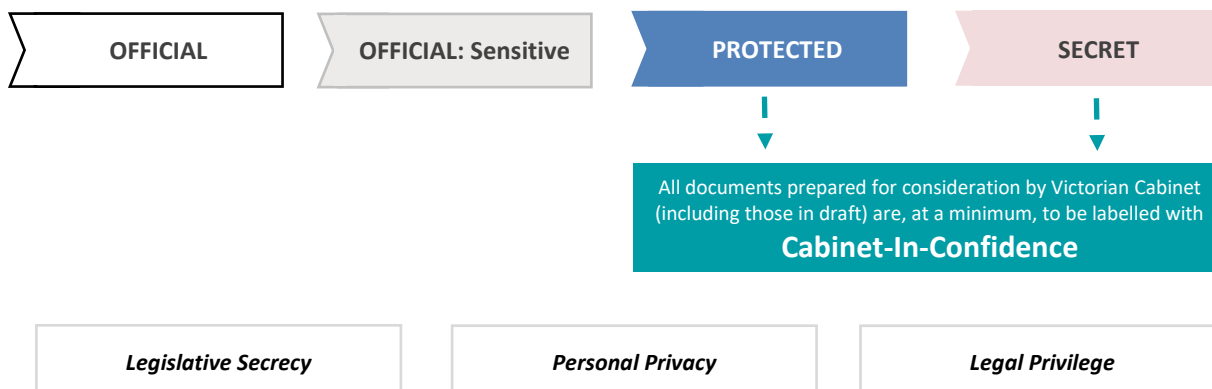 OFFICIAL
OFFICIAL: Sensitive
PROTECTED
SECRET
All documents prepared for consideration by Victorian Cabinet
(including those in draft) are, at a minimum, to be labelled with
Cabinet-In-Confidence
Legislative Secrecy
Personal Privacy
Legal Privilege